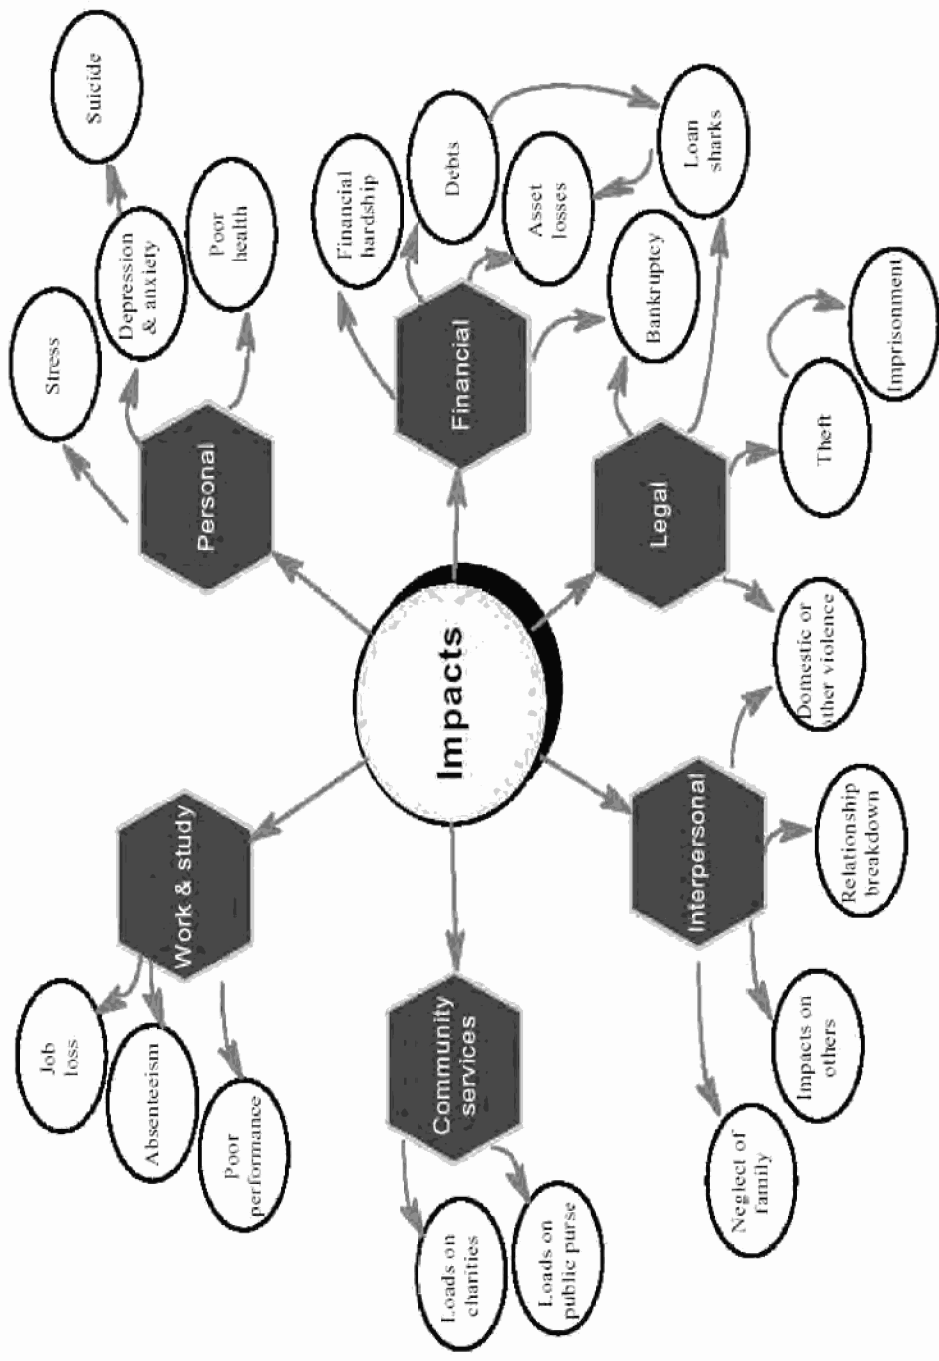 Suicide
Stress
Depression
& anxiety
Poor
health
Personal
Financial
hardship
Debts
Asset
losses
Loan
sharks
Bankruptcy
Financial
Legal
Theft
Imprisonment
Domestic or
ther violence
Impacts
Interpersonal
Relationship
breakdown
Impacts on
others
Neglect of
family
Community
services
Loads on
charities
Loads on
public purse
Work & study
Job
loss
Absenteeism
Poor
performance